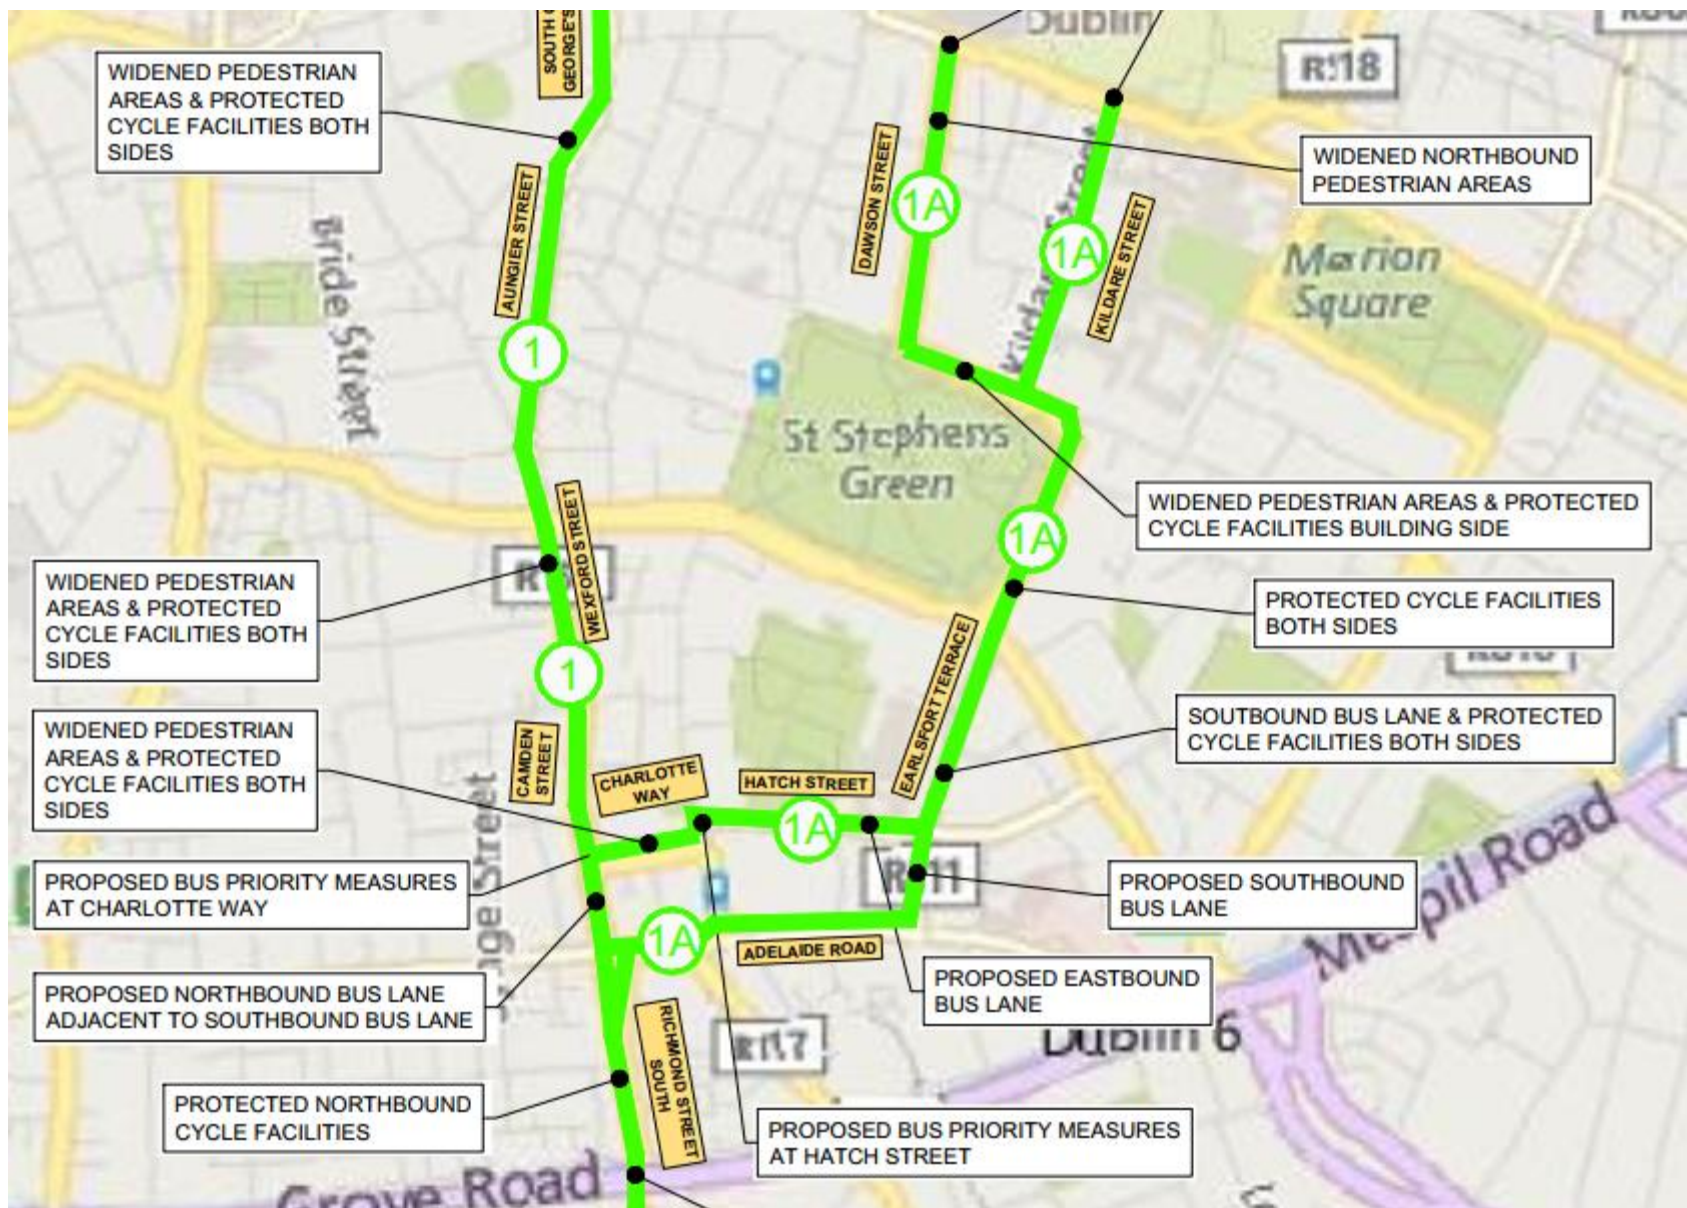 SOUTH
GEORGE'S
Dublin
R118
WIDENED PEDESTRIAN
AREAS & PROTECTED
CYCLE FACILITIES BOTH
SIDES
WIDENED NORTHBOUND
PEDESTRIAN AREAS
AUNGIER STREET
DAWSON STREET
1A
Kildare Street
1A
KILDARE STREET
Merrion
Square
Bride Street
1
St Stephens
Green
WIDENED PEDESTRIAN AREAS & PROTECTED
CYCLE FACILITIES BUILDING SIDE
1A
WEXFORD STREET
WIDENED PEDESTRIAN
AREAS & PROTECTED
CYCLE FACILITIES BOTH
SIDES
PROTECTED CYCLE FACILITIES
BOTH SIDES
1
EARLSFORT TERRACE
WIDENED PEDESTRIAN
AREAS & PROTECTED
CYCLE FACILITIES BOTH
SIDES
SOUTBOUND BUS LANE & PROTECTED
CYCLE FACILITIES BOTH SIDES
CAMDEN
STREET
CHARLOTTE
WAY
HATCH STREET
1A
PROPOSED BUS PRIORITY MEASURES
AT CHARLOTTE WAY
PROPOSED SOUTHBOUND
BUS LANE
Mespil Road
1A
ADELAIDE ROAD
PROPOSED EASTBOUND
BUS LANE
PROPOSED NORTHBOUND BUS LANE
ADJACENT TO SOUTHBOUND BUS LANE
RICHMOND STREET
SOUTH
Dublin 6
PROTECTED NORTHBOUND
CYCLE FACILITIES
PROPOSED BUS PRIORITY MEASURES
AT HATCH STREET
Grove Road